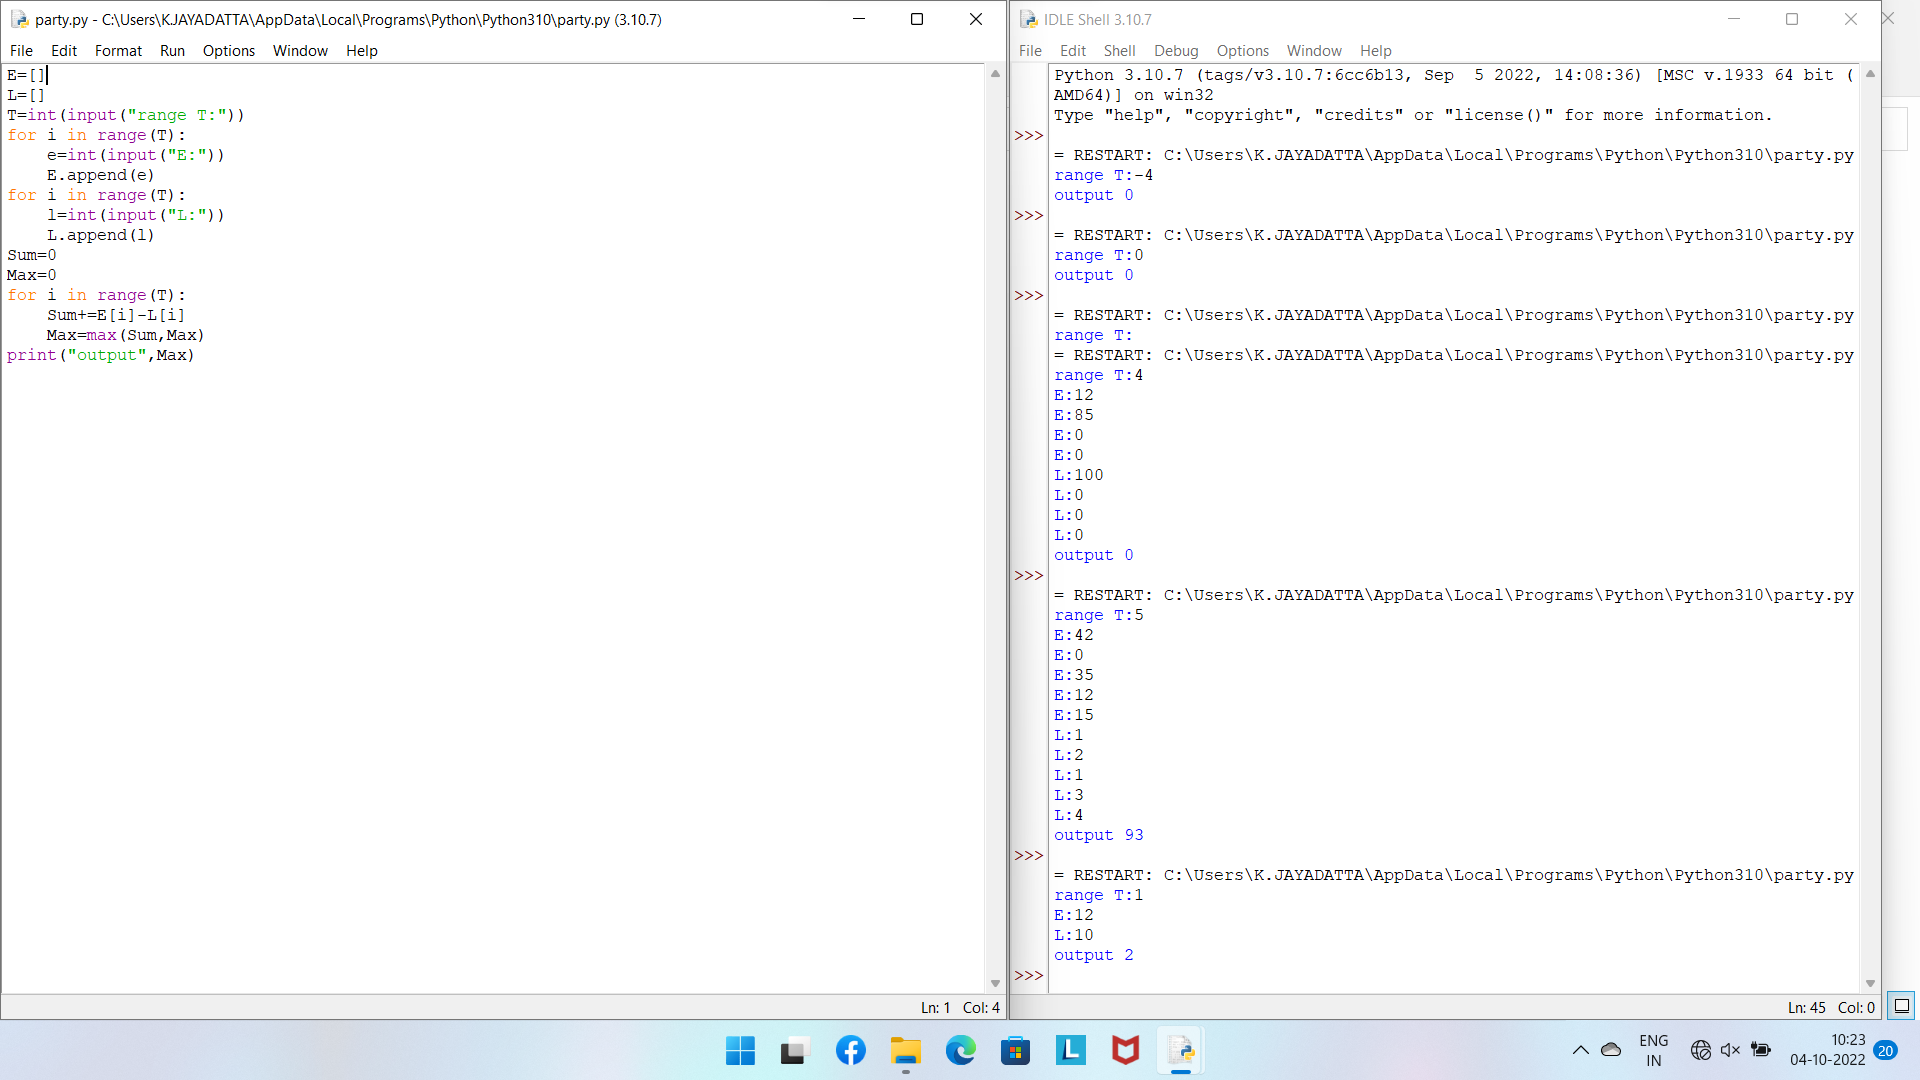 party.py - C:\Users\K.JAYADATTA\AppData\Local\Programs\Python\Python310\party.py (3.10.7)
File Edit Format Run Options Window Help
E=[]
L=[]
T=int(input("range T:"))
for i in range(T):
    e=int(input("E:"))
    E.append(e)
for i in range(T):
    l=int(input("L:"))
    L.append(l)
Sum=0
Max=0
for i in range(T):
    Sum+=E[i]-L[i]
    Max=max(Sum,Max)
print("output",Max)
Ln: 1 Col: 4
IDLE Shell 3.10.7
File Edit Shell Debug Options Window Help
Python 3.10.7 (tags/v3.10.7:6cc6b13, Sep  5 2022, 14:08:36) [MSC v.1933 64 bit (
AMD64)] on win32
Type "help", "copyright", "credits" or "license()" for more information.
>>>
= RESTART: C:\Users\K.JAYADATTA\AppData\Local\Programs\Python\Python310\party.py
range T:-4
output 0
>>>
= RESTART: C:\Users\K.JAYADATTA\AppData\Local\Programs\Python\Python310\party.py
range T:0
output 0
>>>
= RESTART: C:\Users\K.JAYADATTA\AppData\Local\Programs\Python\Python310\party.py
range T:
= RESTART: C:\Users\K.JAYADATTA\AppData\Local\Programs\Python\Python310\party.py
range T:4
E:12
E:85
E:0
E:0
L:100
L:0
L:0
L:0
output 0
>>>
= RESTART: C:\Users\K.JAYADATTA\AppData\Local\Programs\Python\Python310\party.py
range T:5
E:42
E:0
E:35
E:12
E:15
L:1
L:2
L:1
L:3
L:4
output 93
>>>
= RESTART: C:\Users\K.JAYADATTA\AppData\Local\Programs\Python\Python310\party.py
range T:1
E:12
L:10
output 2
>>>
Ln: 45 Col: 0
ENG
IN
10:23
04-10-2022
20